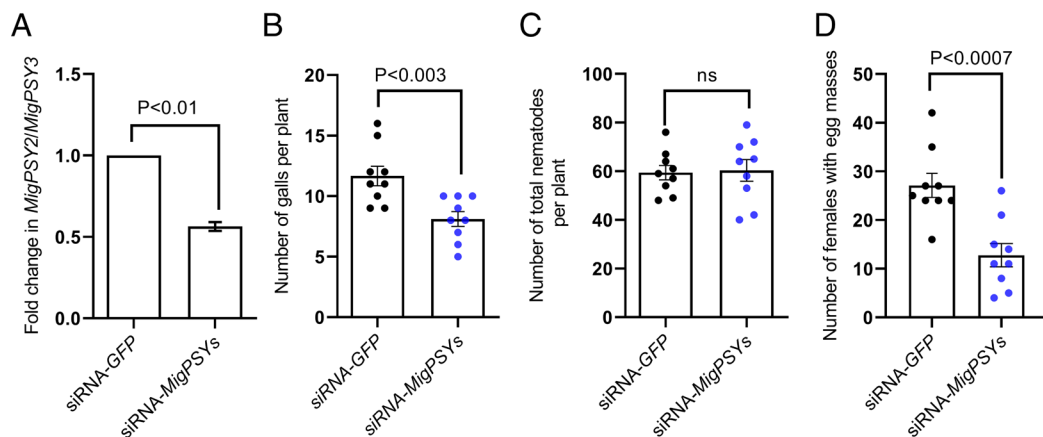 A
Fold change in MigPSY2/MigPSY3
1.5
1.0
0.5
0.0
P<0.01
siRNA-GFP
siRNA-MigPSYs
B
Number of galls per plant
20
15
10
5
0
P<0.003
siRNA-GFP
siRNA-MigPSYs
C
Number of total nematodes
per plant
100
80
60
40
20
0
ns
siRNA-GFP
siRNA-MigPSYs
D
Number of females with egg masses
50
40
30
20
10
0
P<0.0007
siRNA-GFP
siRNA-MigPSYs